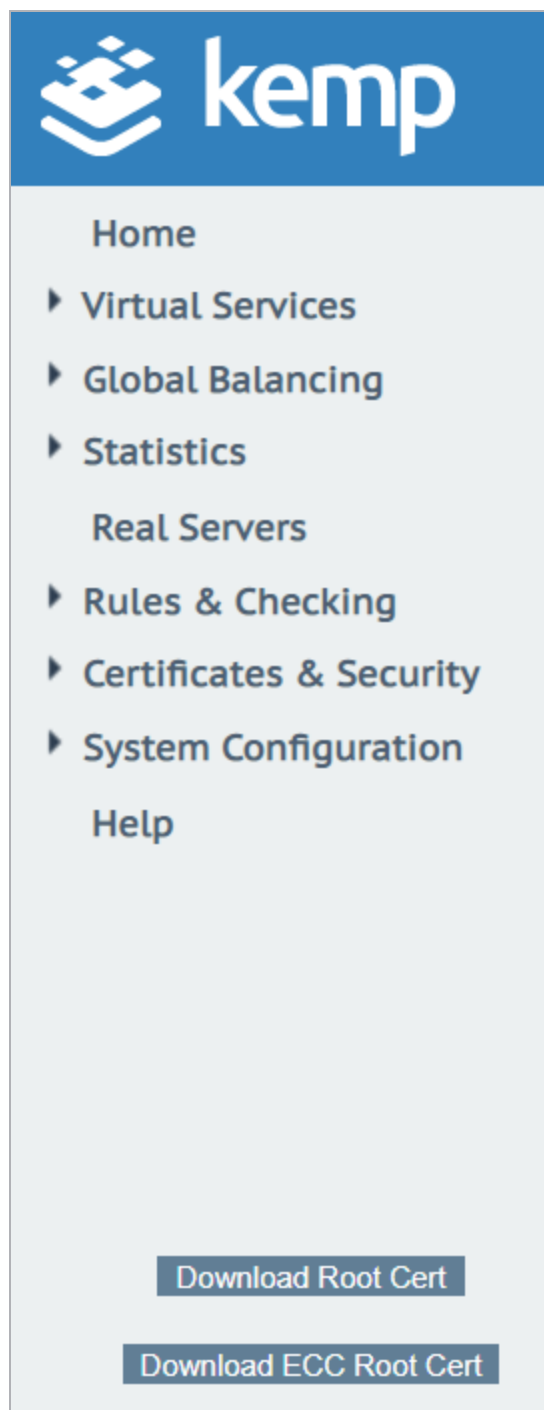 kemp
Home
Virtual Services
Global Balancing
Statistics
Real Servers
Rules & Checking
Certificates & Security
System Configuration
Help
Download Root Cert
Download ECC Root Cert